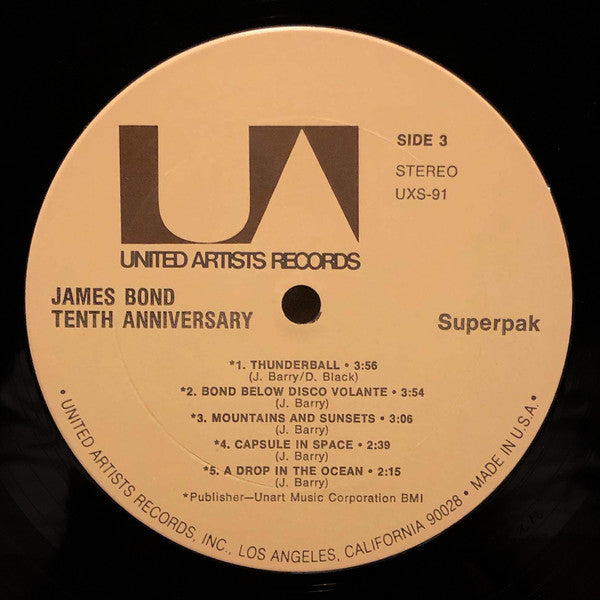 UA
UNITED ARTISTS RECORDS
SIDE 3
STEREO
UXS-91
JAMES BOND
TENTH ANNIVERSARY
Superpak
*1. THUNDERBALL • 3:56
(J. Barry/D. Black)
*2. BOND BELOW DISCO VOLANTE • 3:54
(J. Barry)
*3. MOUNTAINS AND SUNSETS • 3:06
(J. Barry)
*4. CAPSULE IN SPACE • 2:39
(J. Barry)
*5. A DROP IN THE OCEAN • 2:15
(J. Barry)
*Publisher—Unart Music Corporation BMI
• UNITED ARTISTS RECORDS, INC., LOS ANGELES, CALIFORNIA 90028 • MADE IN U.S.A. •